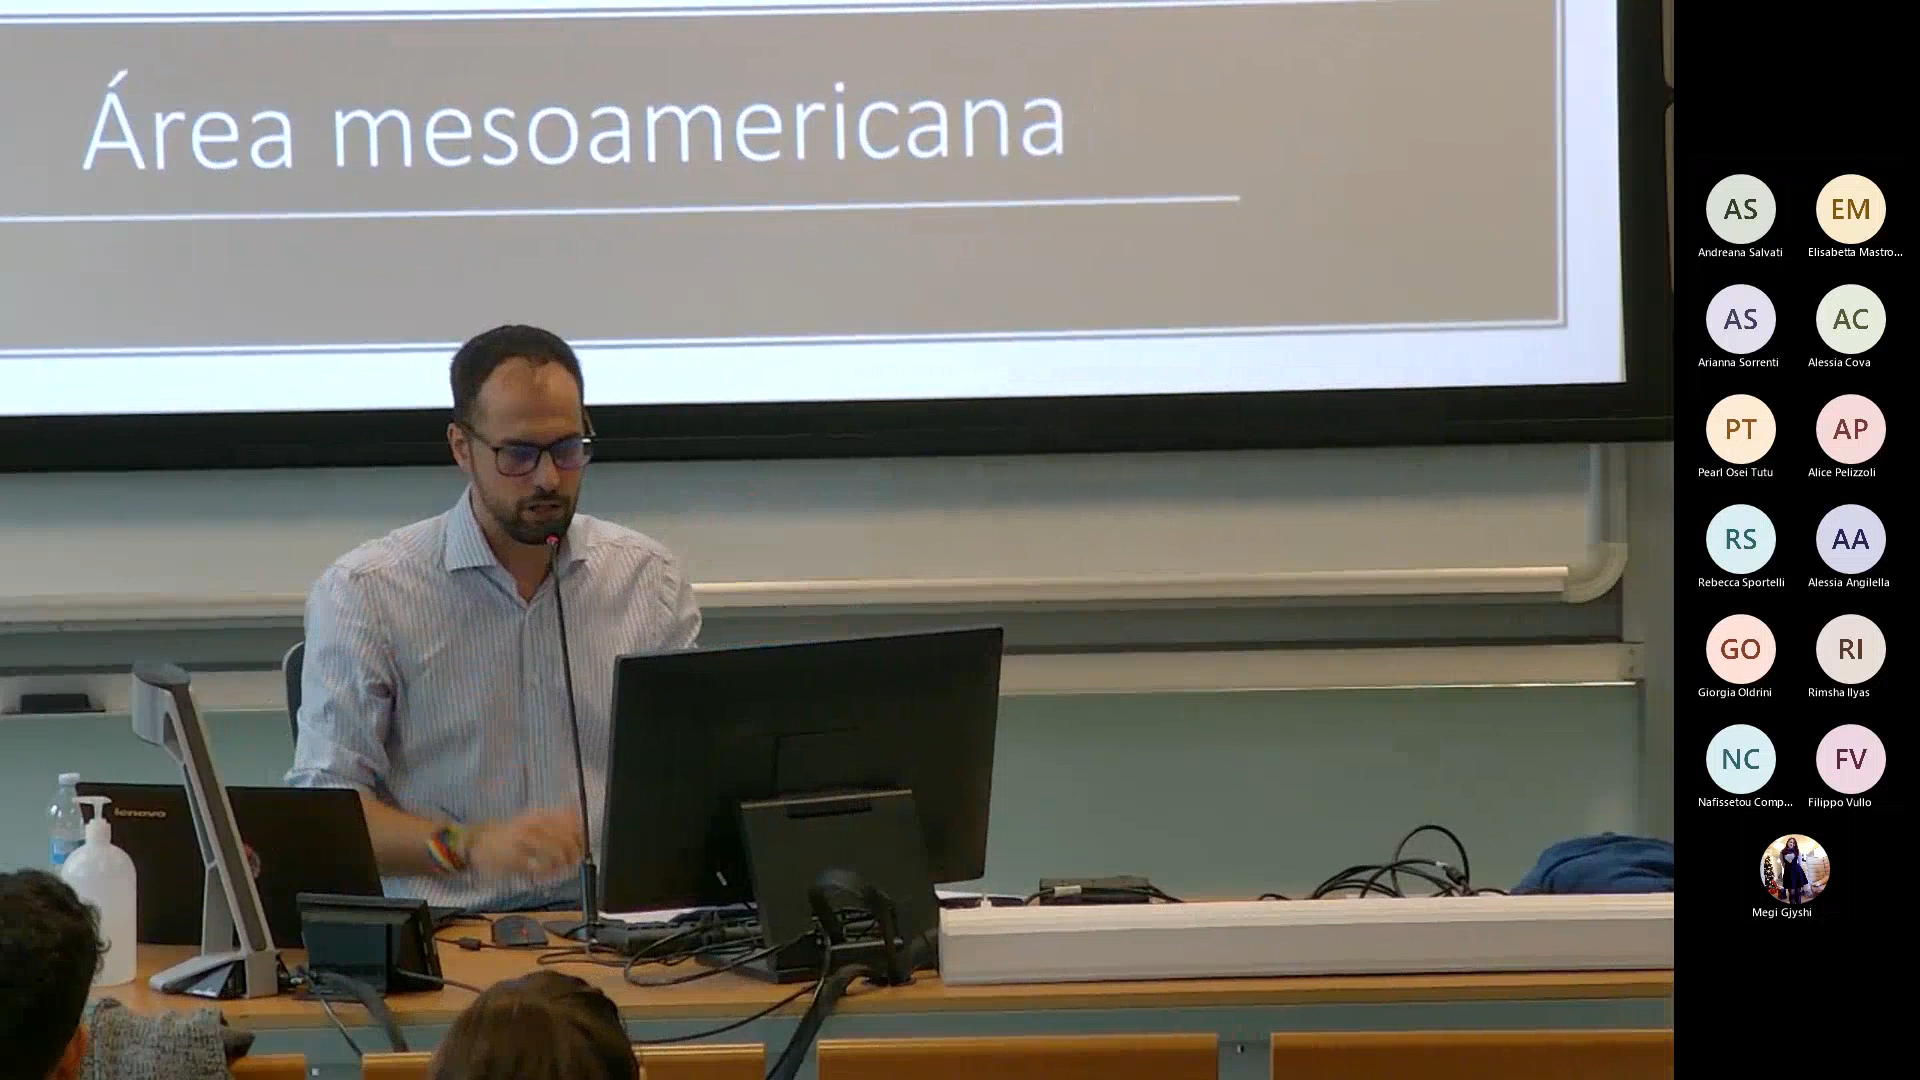 Área mesoamericana
lenovo
AS
Andreana Salvati
EM
Elisabetta Mastro...
AS
Arianna Sorrenti
AC
Alessia Cova
PT
Pearl Osei Tutu
AP
Alice Pelizzoli
RS
Rebecca Sportelli
AA
Alessia Angilella
GO
Giorgia Oldrini
RI
Rimsha Ilyas
NC
Nafissetou Comp...
FV
Filippo Vullo
Megi Gjyshi